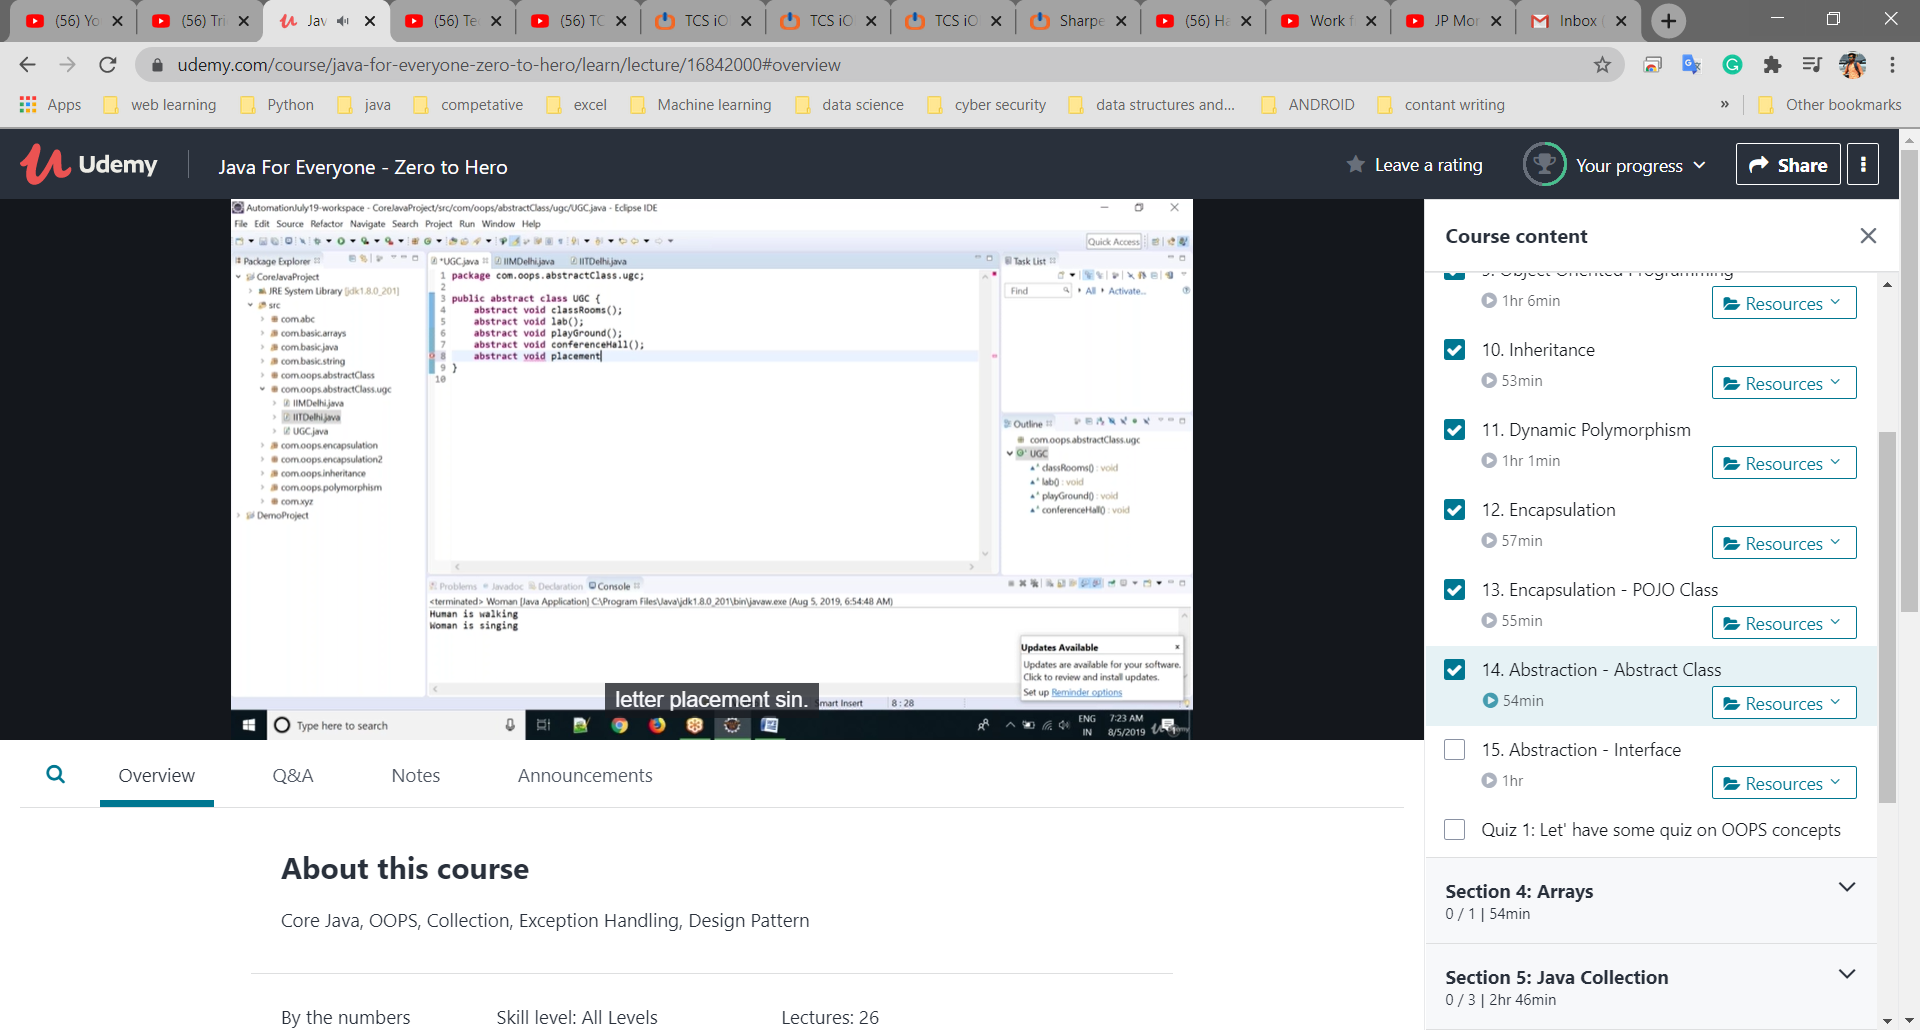 (56) Yo
(56) Tri
Jav
(56) Te
(56) TC
TCS iO
TCS iO
TCS iO
Sharpe
(56) Ha
Work f
JP Mor
Inbox (
udemy.com/course/java-for-everyone-zero-to-hero/learn/lecture/16842000#overview
Apps web learning Python java competative excel Machine learning data science cyber security data structures and... ANDROID contant writing » Other bookmarks
Udemy
Java For Everyone - Zero to Hero
Leave a rating
Your progress
Share
AutomationJuly19-workspace - CoreJavaProject/src/com/oops/abstractClass/ugc/UGC.java - Eclipse IDE
File Edit Source Refactor Navigate Search Project Run Window Help
Quick Access
Package Explorer
CoreJavaProject
JRE System Library [jdk1.8.0_201]
src
com.abc
com.basic.arrays
com.basic.java
com.basic.string
com.oops.abstractClass
com.oops.abstractClass.ugc
IIMDelhi.java
IITDelhi.java
UGC.java
com.oops.encapsulation
com.oops.encapsulation2
com.oops.inheritance
com.oops.polymorphism
com.xyz
DemoProject
*UGC.java IIMDelhi.java IITDelhi.java
1 package com.oops.abstractClass.ugc;
2
3 public abstract class UGC {
4 abstract void classRooms();
5 abstract void lab();
6 abstract void playGround();
7 abstract void conferenceHall();
8 abstract void placement
9 }
10
Task List
Find All Activate...
Outline
com.oops.abstractClass.ugc
UGC
classRooms() : void
lab() : void
playGround() : void
conferenceHall() : void
Problems Javadoc Declaration Console
<terminated> Woman [Java Application] C:\Program Files\Java\jdk1.8.0_201\bin\javaw.exe (Aug 5, 2019, 6:54:48 AM)
Human is walking
Woman is singing
Updates Available
Updates are available for your software.
Click to review and install updates.
Set up Reminder options
letter placement sin.
mart Insert 8 : 28
Type here to search
ENG
IN
7:23 AM
8/5/2019
Course content
9. Object Oriented Programming
1hr 6min
Resources
10. Inheritance
53min
Resources
11. Dynamic Polymorphism
1hr 1min
Resources
12. Encapsulation
57min
Resources
13. Encapsulation - POJO Class
55min
Resources
14. Abstraction - Abstract Class
54min
Resources
15. Abstraction - Interface
1hr
Resources
Quiz 1: Let' have some quiz on OOPS concepts
Section 4: Arrays
0 / 1 | 54min
Section 5: Java Collection
0 / 3 | 2hr 46min
Overview Q&A Notes Announcements
About this course
Core Java, OOPS, Collection, Exception Handling, Design Pattern
By the numbers
Skill level: All Levels
Lectures: 26